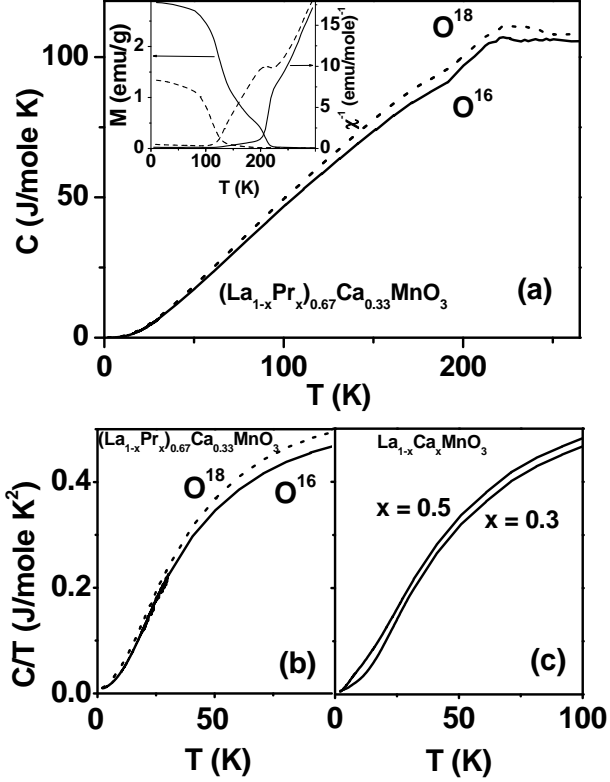 C (J/mole K)
100
50
0
0
100
200
T (K)
M (emu/g)
2
1
0
0
100
200
T (K)
15
10
5
0
χ⁻¹ (emu/mole)⁻¹
O¹⁸
O¹⁶
(La₁₋ₓPrₓ)₀.₆₇Ca₀.₃₃MnO₃
(a)
C/T (J/mole K²)
0.4
0.2
0.0
(La₁₋ₓPrₓ)₀.₆₇Ca₀.₃₃MnO₃
O¹⁸
O¹⁶
(b)
0
50
T (K)
La₁₋ₓCaₓMnO₃
x = 0.5
x = 0.3
(c)
0
50
100
T (K)